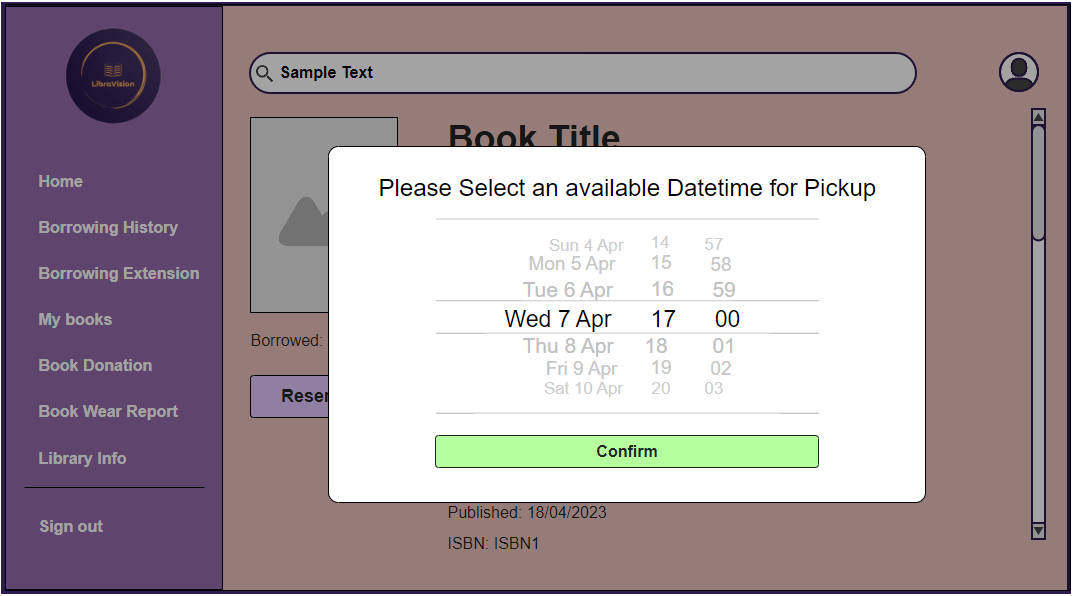 LibraVision
Home
Borrowing History
Borrowing Extension
My books
Book Donation
Book Wear Report
Library Info
Sign out
Sample Text
Book Title
Borrowed:
Reser
Please Select an available Datetime for Pickup
Sun 4 Apr 14 57
Mon 5 Apr 15 58
Tue 6 Apr 16 59
Wed 7 Apr 17 00
Thu 8 Apr 18 01
Fri 9 Apr 19 02
Sat 10 Apr 20 03
Confirm
Published: 18/04/2023
ISBN: ISBN1